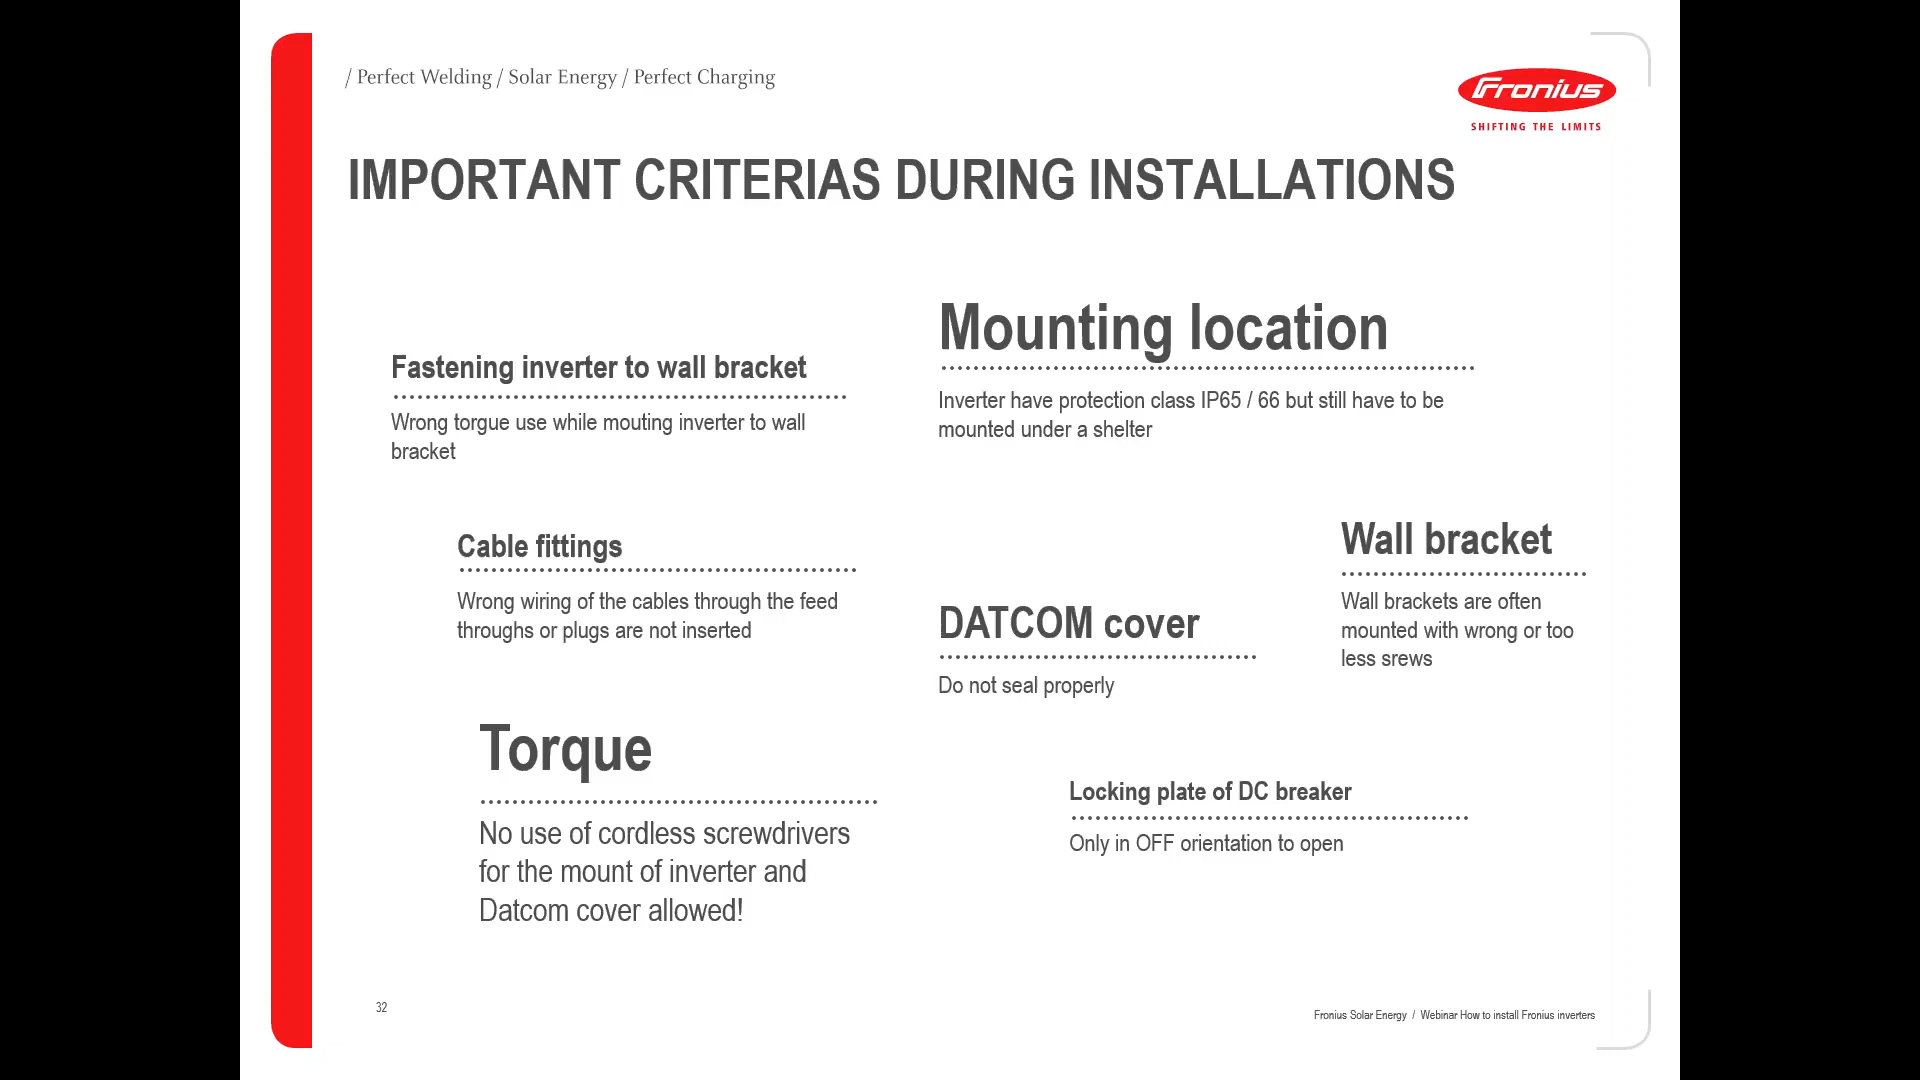 / Perfect Welding / Solar Energy / Perfect Charging
Fronius
SHIFTING THE LIMITS
IMPORTANT CRITERIAS DURING INSTALLATIONS
Mounting location
Inverter have protection class IP65 / 66 but still have to be
mounted under a shelter
Fastening inverter to wall bracket
Wrong torgue use while mouting inverter to wall
bracket
Cable fittings
Wrong wiring of the cables through the feed
throughs or plugs are not inserted
Wall bracket
Wall brackets are often
mounted with wrong or too
less srews
DATCOM cover
Do not seal properly
Torque
No use of cordless screwdrivers
for the mount of inverter and
Datcom cover allowed!
Locking plate of DC breaker
Only in OFF orientation to open
32
Fronius Solar Energy / Webinar How to install Fronius inverters